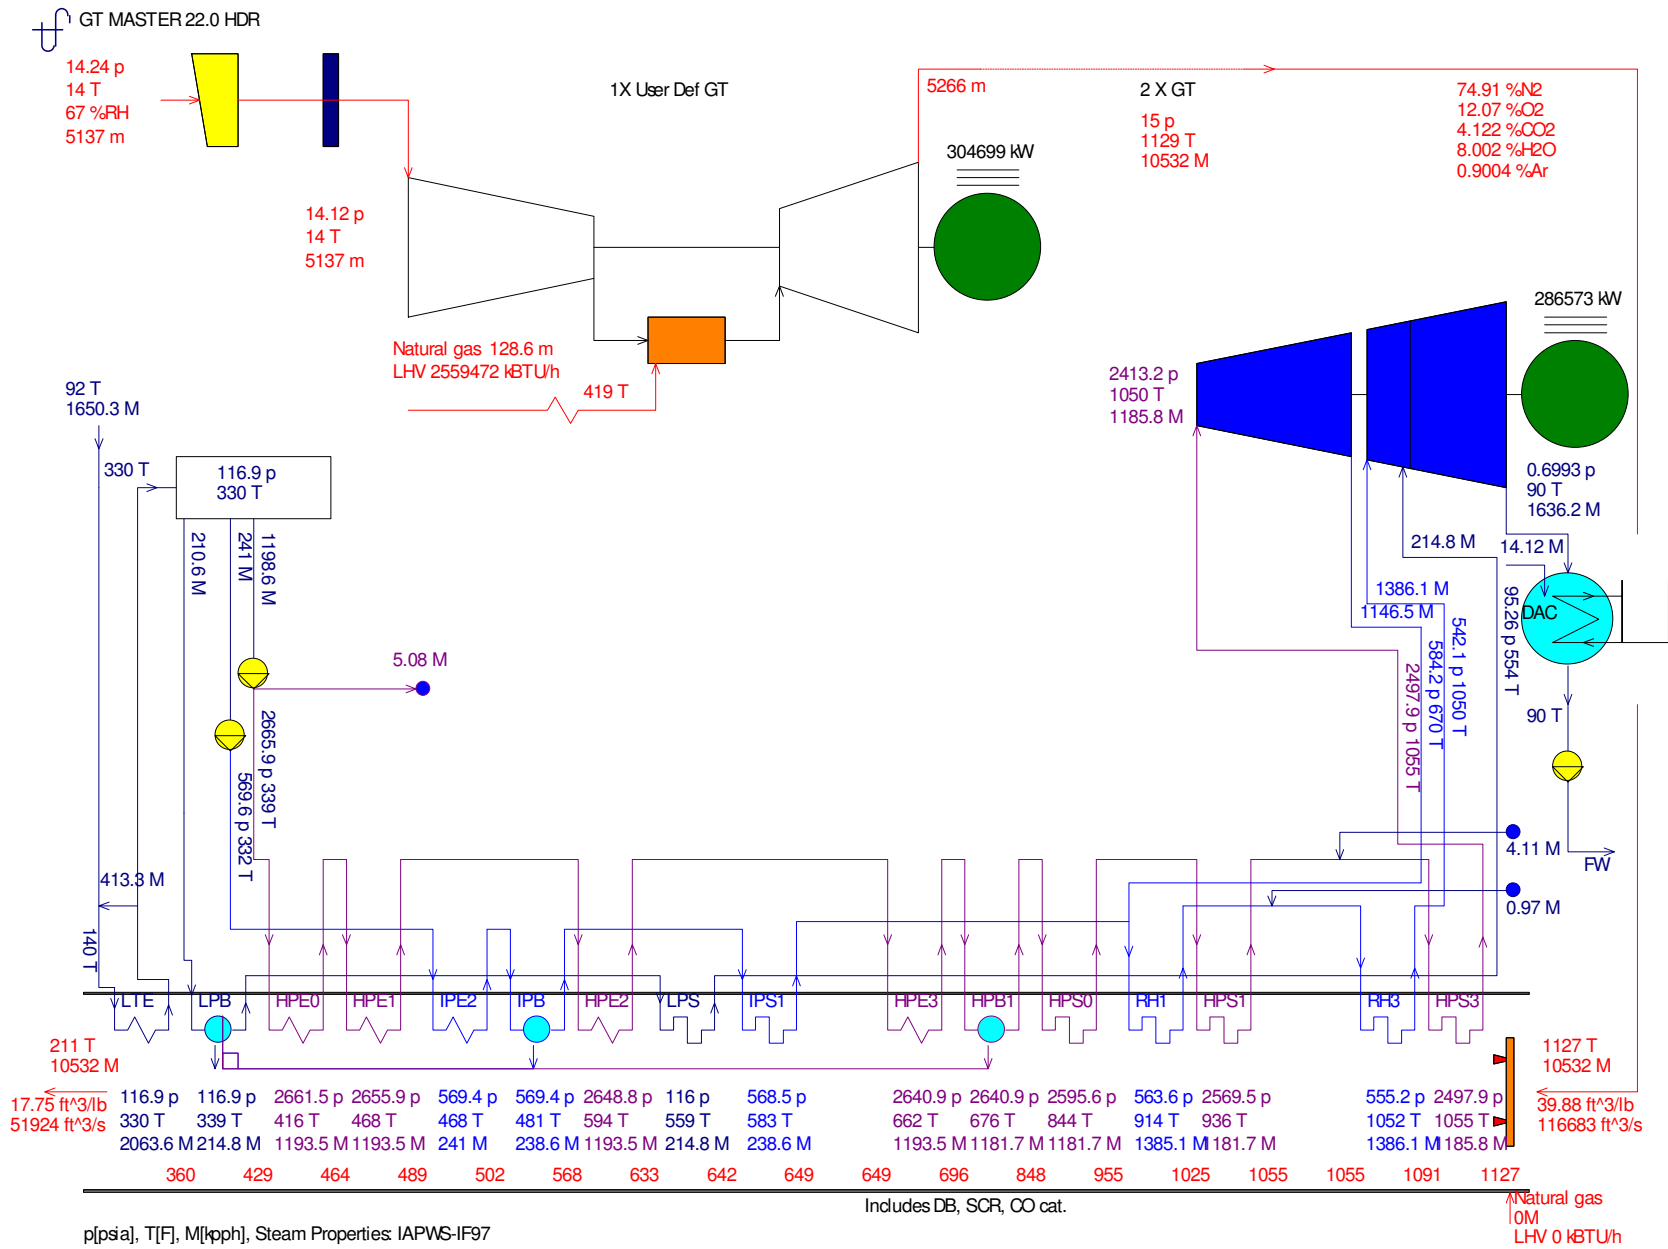 GT MASTER 22.0 HDR
14.24 p
14 T
67 %RH
5137 m
1X User Def GT
5266 m
2 X GT
15 p
1129 T
10532 M
74.91 %N2
12.07 %O2
4.122 %CO2
8.002 %H2O
0.9004 %Ar
304699 kW
14.12 p
14 T
5137 m
286573 kW
Natural gas 128.6 m
LHV 2559472 kBTU/h
419 T
2413.2 p
1050 T
1185.8 M
92 T
1650.3 M
330 T
116.9 p
330 T
0.6993 p
90 T
1636.2 M
210.6 M
241 M
1198.6 M
214.8 M
14.12 M
1386.1 M
1146.5 M
DAC
95.26 p 554 T
542.1 p 1050 T
584.2 p 670 T
2497.9 p 1055 T
5.08 M
90 T
2665.9 p 339 T
569.6 p 332 T
4.11 M
FW
413.3 M
0.97 M
140 T
LTE LPB HPE0 HPE1 IPE2 IPB HPE2 LPS IPS1 HPE3 HPB1 HPS0 RH1 HPS1 RH3 HPS3
211 T
10532 M
1127 T
10532 M
17.75 ft^3/lb
51924 ft^3/s
39.88 ft^3/lb
116683 ft^3/s
116.9 p 116.9 p 2661.5 p 2655.9 p 569.4 p 569.4 p 2648.8 p 116 p 568.5 p 2640.9 p 2640.9 p 2595.6 p 563.6 p 2569.5 p 555.2 p 2497.9 p
330 T 339 T 416 T 468 T 468 T 481 T 594 T 559 T 583 T 662 T 676 T 844 T 914 T 936 T 1052 T 1055 T
2063.6 M 214.8 M 1193.5 M 1193.5 M 241 M 238.6 M 1193.5 M 214.8 M 238.6 M 1193.5 M 1181.7 M 1181.7 M 1385.1 M 1181.7 M 1386.1 M 1185.8 M
360 429 464 489 502 568 633 642 649 649 696 848 955 1025 1055 1055 1091 1127
Includes DB, SCR, CO cat.
Natural gas
0M
LHV 0 kBTU/h
p[psia], T[F], M[kpph], Steam Properties: IAPWS-IF97